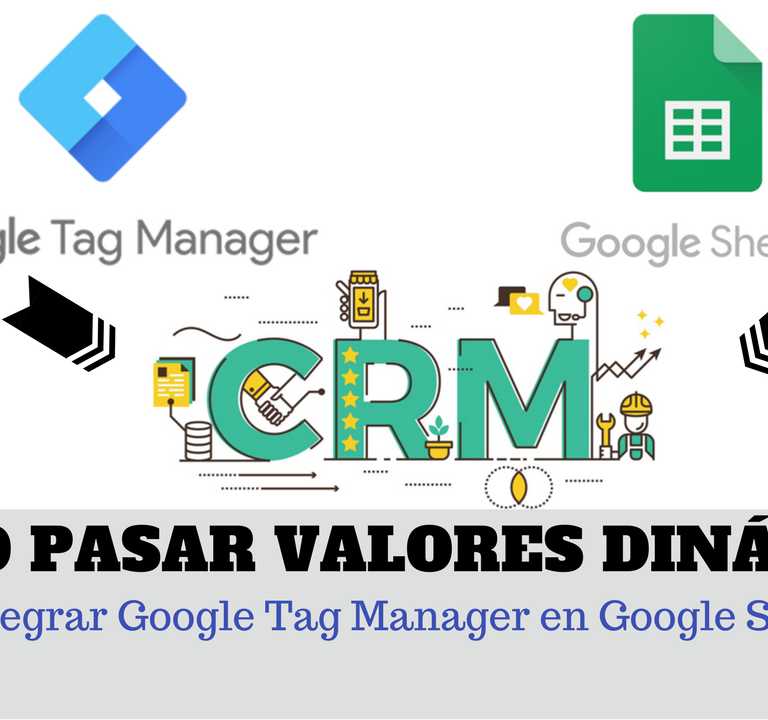 gle Tag Manager
Google She
CRM
O PASAR VALORES DINÁ
egrar Google Tag Manager en Google S